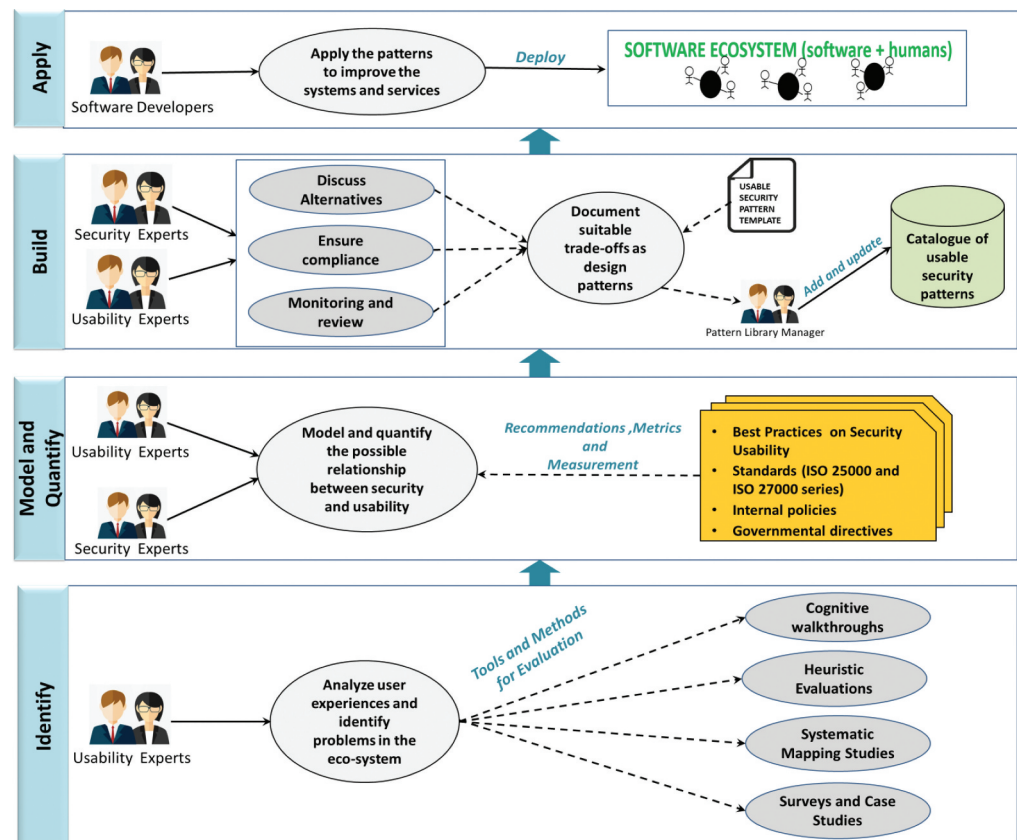 Apply
Software Developers
Apply the patterns
to improve the
systems and services
Deploy
SOFTWARE ECOSYSTEM (software + humans)
Build
Security Experts
Usability Experts
Discuss
Alternatives
Ensure
compliance
Monitoring and
review
Document
suitable
trade-offs as
design
patterns
USABLE
SECURITY
PATTERN
TEMPLATE
Pattern Library Manager
Add and update
Catalogue of
usable
security
patterns
Model and
Quantify
Usability Experts
Security Experts
Model and quantify
the possible
relationship
between security
and usability
Recommendations ,Metrics
and
Measurement
• Best Practices on Security
Usability
• Standards (ISO 25000 and
ISO 27000 series)
• Internal policies
• Governmental directives
Identify
Usability Experts
Analyze user
experiences and
identify
problems in the
eco-system
Tools and Methods
for Evaluation
Cognitive
walkthroughs
Heuristic
Evaluations
Systematic
Mapping Studies
Surveys and Case
Studies